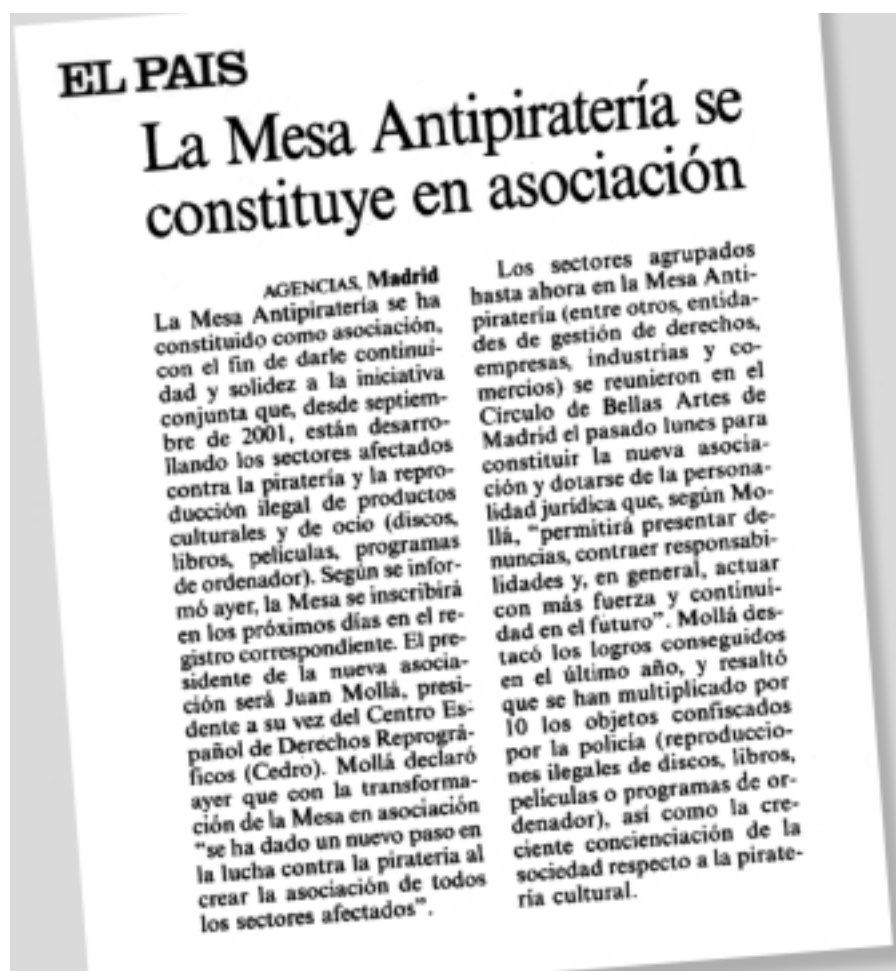 EL PAIS
La Mesa Antipiratería se
constituye en asociación
AGENCIAS, Madrid
La Mesa Antipiratería se ha
constituido como asociación,
con el fin de darle continui-
dad y solidez a la iniciativa
conjunta que, desde septiem-
bre de 2001, están desarro-
llando los sectores afectados
contra la piratería y la repro-
ducción ilegal de productos
culturales y de ocio (discos,
libros, películas, programas
de ordenador). Según se infor-
mó ayer, la Mesa se inscribirá
en los próximos días en el re-
gistro correspondiente. El pre-
sidente de la nueva asocia-
ción será Juan Mollá, presi-
dente a su vez del Centro Es-
pañol de Derechos Reprográ-
ficos (Cedro). Mollá declaró
ayer que con la transforma-
ción de la Mesa en asociación
“se ha dado un nuevo paso en
la lucha contra la piratería al
crear la asociación de todos
los sectores afectados”.
Los sectores agrupados
hasta ahora en la Mesa Anti-
piratería (entre otros, entida-
des de gestión de derechos,
empresas, industrias y co-
mercios) se reunieron en el
Círculo de Bellas Artes de
Madrid el pasado lunes para
constituir la nueva asocia-
ción y dotarse de la persona-
lidad jurídica que, según Mo-
llá, “permitirá presentar de-
nuncias, contraer responsabi-
lidades y, en general, actuar
con más fuerza y continui-
dad en el futuro”. Mollá des-
tacó los logros conseguidos
en el último año, y resaltó
que se han multiplicado por
10 los objetos confiscados
por la policía (reproduccio-
nes ilegales de discos, libros,
películas o programas de or-
denador), así como la cre-
ciente concienciación de la
sociedad respecto a la pirate-
ría cultural.